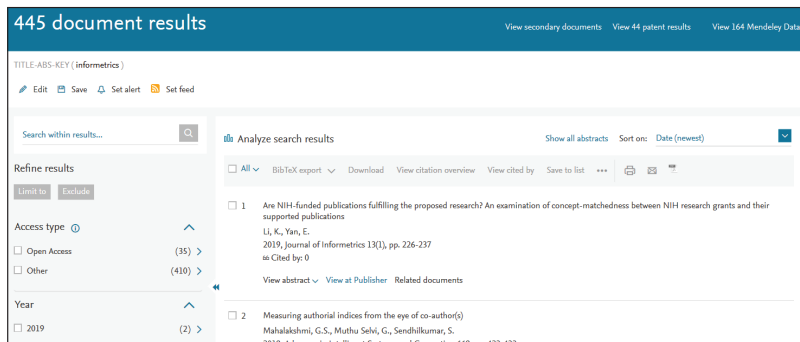 445 document results
View secondary documents View 44 patent results View 164 Mendeley Data
TITLE-ABS-KEY ( informetrics )
Edit Save Set alert Set feed
Search within results...
Refine results
Limit to Exclude
Access type
Open Access (35)
Other (410)
Year
2019 (2)
Analyze search results Show all abstracts Sort on: Date (newest)
All BibTeX export Download View citation overview View cited by Save to list •••
1 Are NIH-funded publications fulfilling the proposed research? An examination of concept-matchedness between NIH research grants and their
supported publications
Li, K., Yan, E.
2019, Journal of Informetrics 13(1), pp. 226-237
Cited by: 0
View abstract View at Publisher Related documents
2 Measuring authorial indices from the eye of co-author(s)
Mahalakshmi, G.S., Muthu Selvi, G., Sendhilkumar, S.